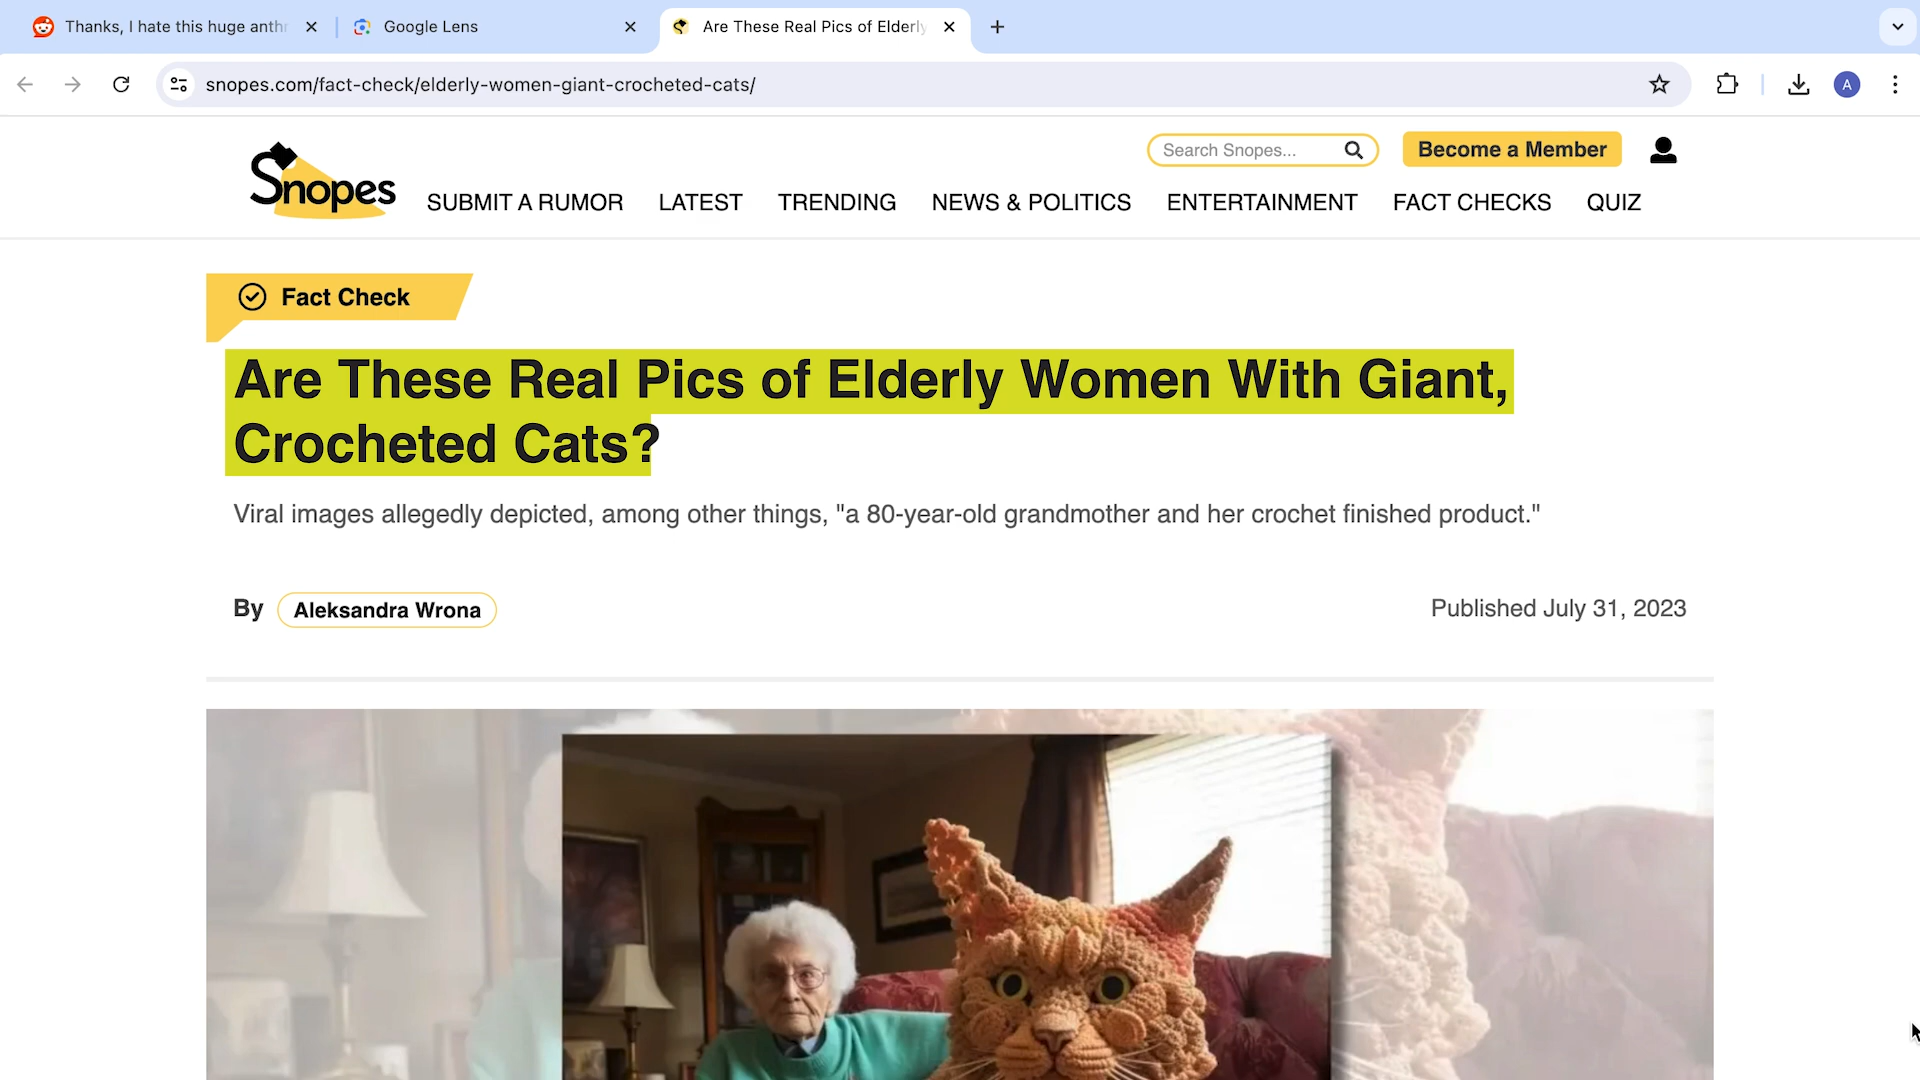 Thanks, I hate this huge anthr
Google Lens
Are These Real Pics of Elderly
snopes.com/fact-check/elderly-women-giant-crocheted-cats/
A
Search Snopes...
Become a Member
Snopes
SUBMIT A RUMOR
LATEST
TRENDING
NEWS & POLITICS
ENTERTAINMENT
FACT CHECKS
QUIZ
Fact Check
Are These Real Pics of Elderly Women With Giant,
Crocheted Cats?
Viral images allegedly depicted, among other things, "a 80-year-old grandmother and her crochet finished product."
By Aleksandra Wrona
Published July 31, 2023